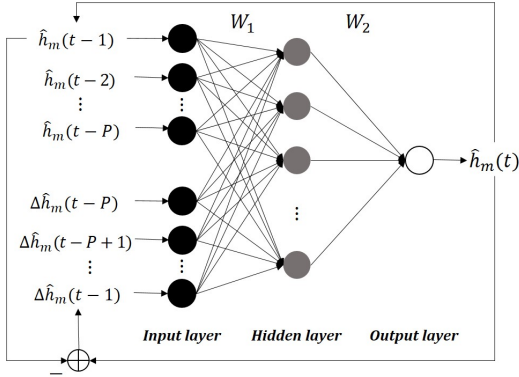 W₁ W₂
ĥₘ(t − 1)
ĥₘ(t − 2)
⋮ ⋮
ĥₘ(t − P)
ĥₘ(t)
Δĥₘ(t − P)
⋮
Δĥₘ(t − P + 1)
⋮ ⋮
Δĥₘ(t − 1)
Input layer Hidden layer Output layer
−